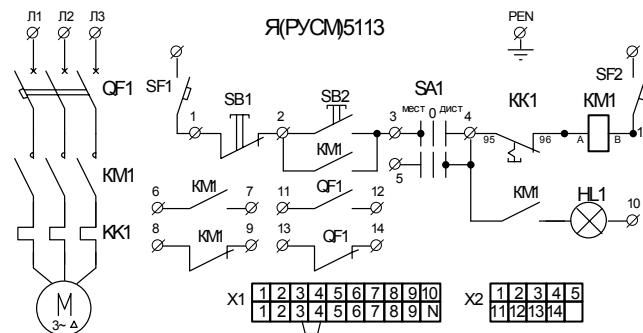 Л1 Л2 Л3
Я(РУСМ)5113
PEN
QF1
SF1
SB1
SB2
SA1
KK1
KM1
SF2
1
2
3
мест 0 дист
4
95
96
A
B
1
KM1
5
KM1
6
KM1
7
11
QF1
12
KM1
HL1
10
KK1
8
KM1
9
13
QF1
14
M
3~ Δ
X1
1 2 3 4 5 6 7 8 9 10
1 2 3 4 2 6 7 8 9 N
X2
1 2 3 4 5
11 12 13 14